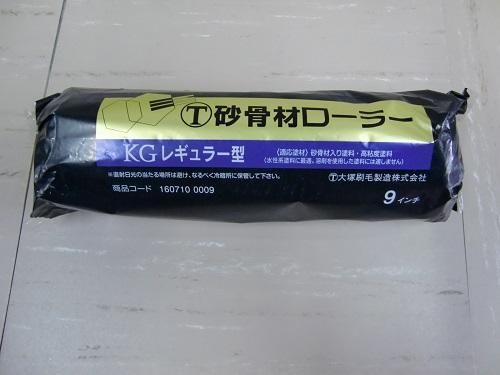 Ⓣ砂骨材ローラー
KGレギュラー型
〈適応塗材〉砂骨材入り塗料・高粘度塗料
(水性系塗料に最適。溶剤を使用した塗料には適しません)
※直射日光の当たる場所は避け、なるべく冷暗所に保管して下さい。
Ⓣ大塚刷毛製造株式会社
商品コード 160710 0009
9インチ